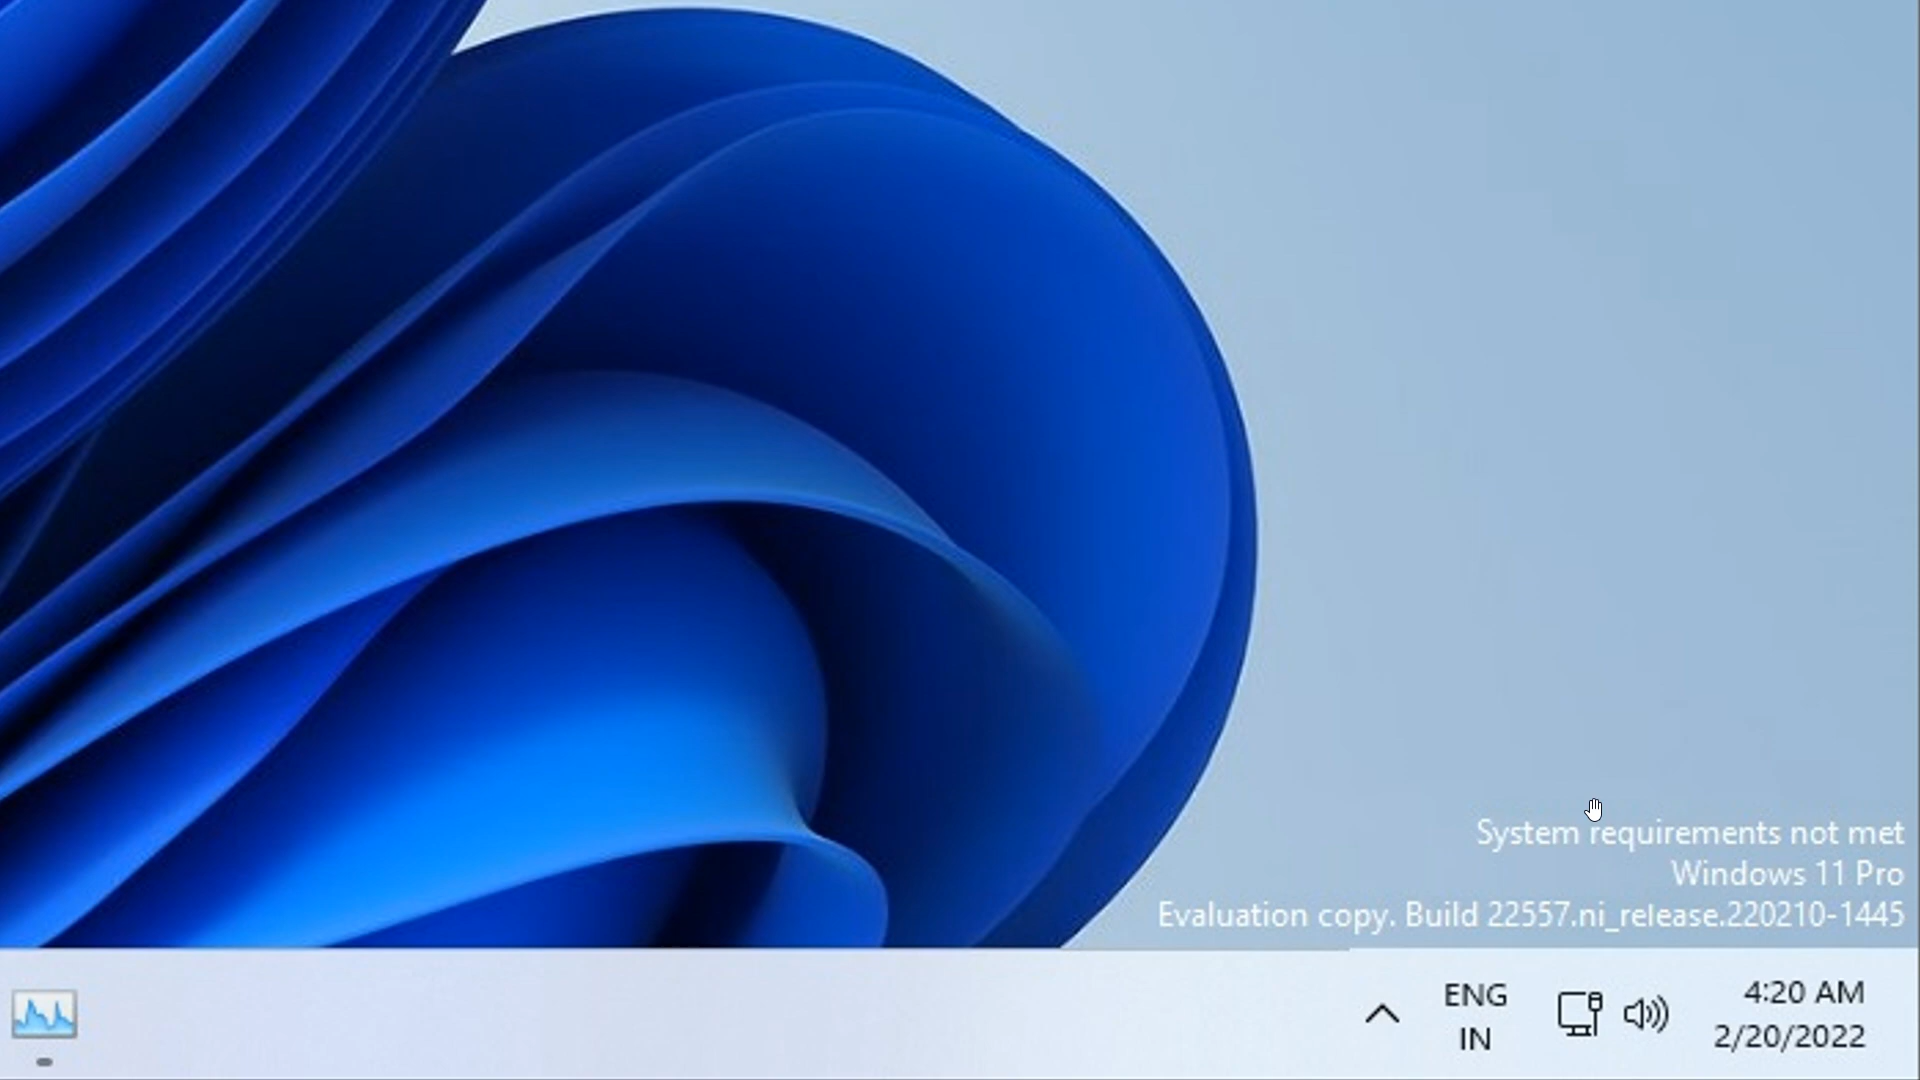 System requirements not met
Windows 11 Pro
Evaluation copy. Build 22557.ni_release.220210-1445
ENG
IN
4:20 AM
2/20/2022